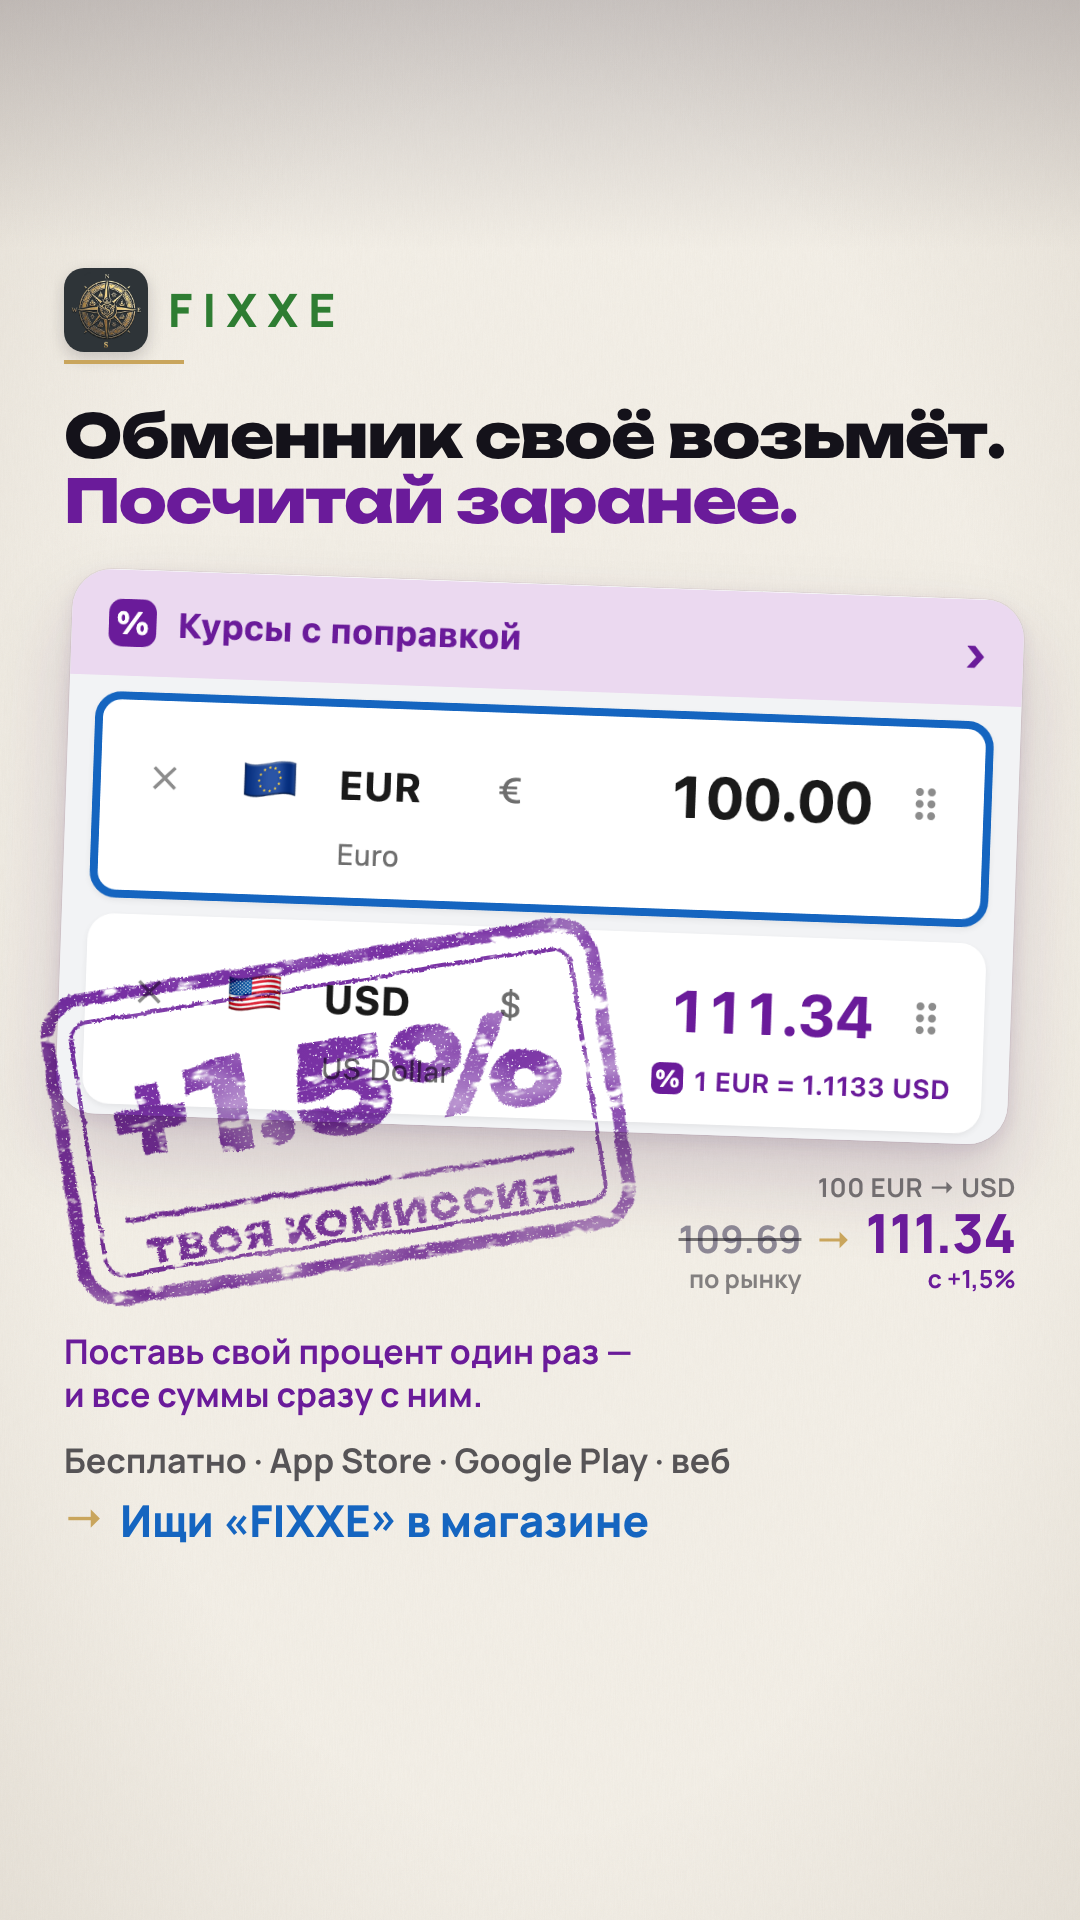 FIXXE
Обменник своё возьмёт.
Посчитай заранее.
% Курсы с поправкой ›
× EUR € 100.00
Euro
× USD $ 111.34
US Dollar
% 1 EUR = 1.1133 USD
+1.5%
ТВОЯ КОМИССИЯ
100 EUR → USD
109.69 → 111.34
по рынку с +1,5%
Поставь свой процент один раз —
и все суммы сразу с ним.
Бесплатно · App Store · Google Play · веб
→ Ищи «FIXXE» в магазине